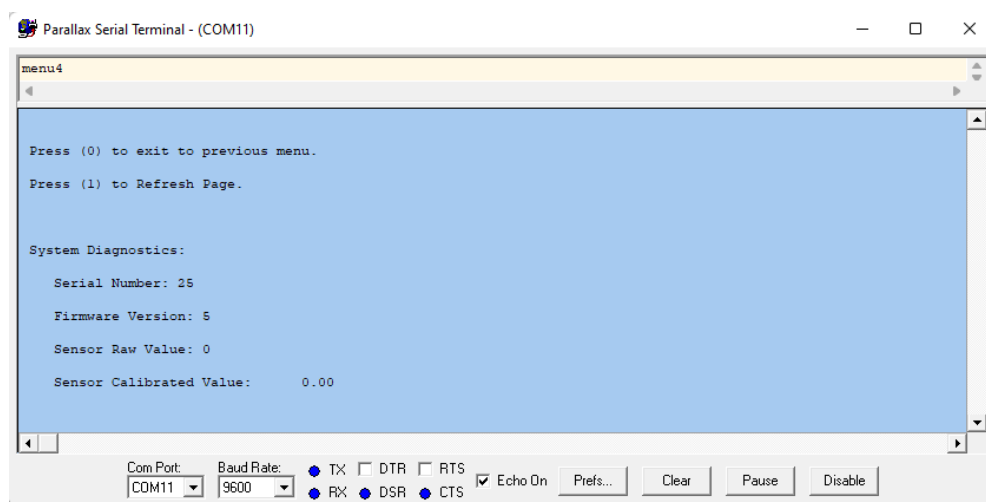 Parallax Serial Terminal - (COM11)
menu4
Press (0) to exit to previous menu.
Press (1) to Refresh Page.
System Diagnostics:
Serial Number: 25
Firmware Version: 5
Sensor Raw Value: 0
Sensor Calibrated Value: 0.00
Com Port: Baud Rate: TX DTR RTS
COM11 9600 RX DSR CTS Echo On Prefs... Clear Pause Disable